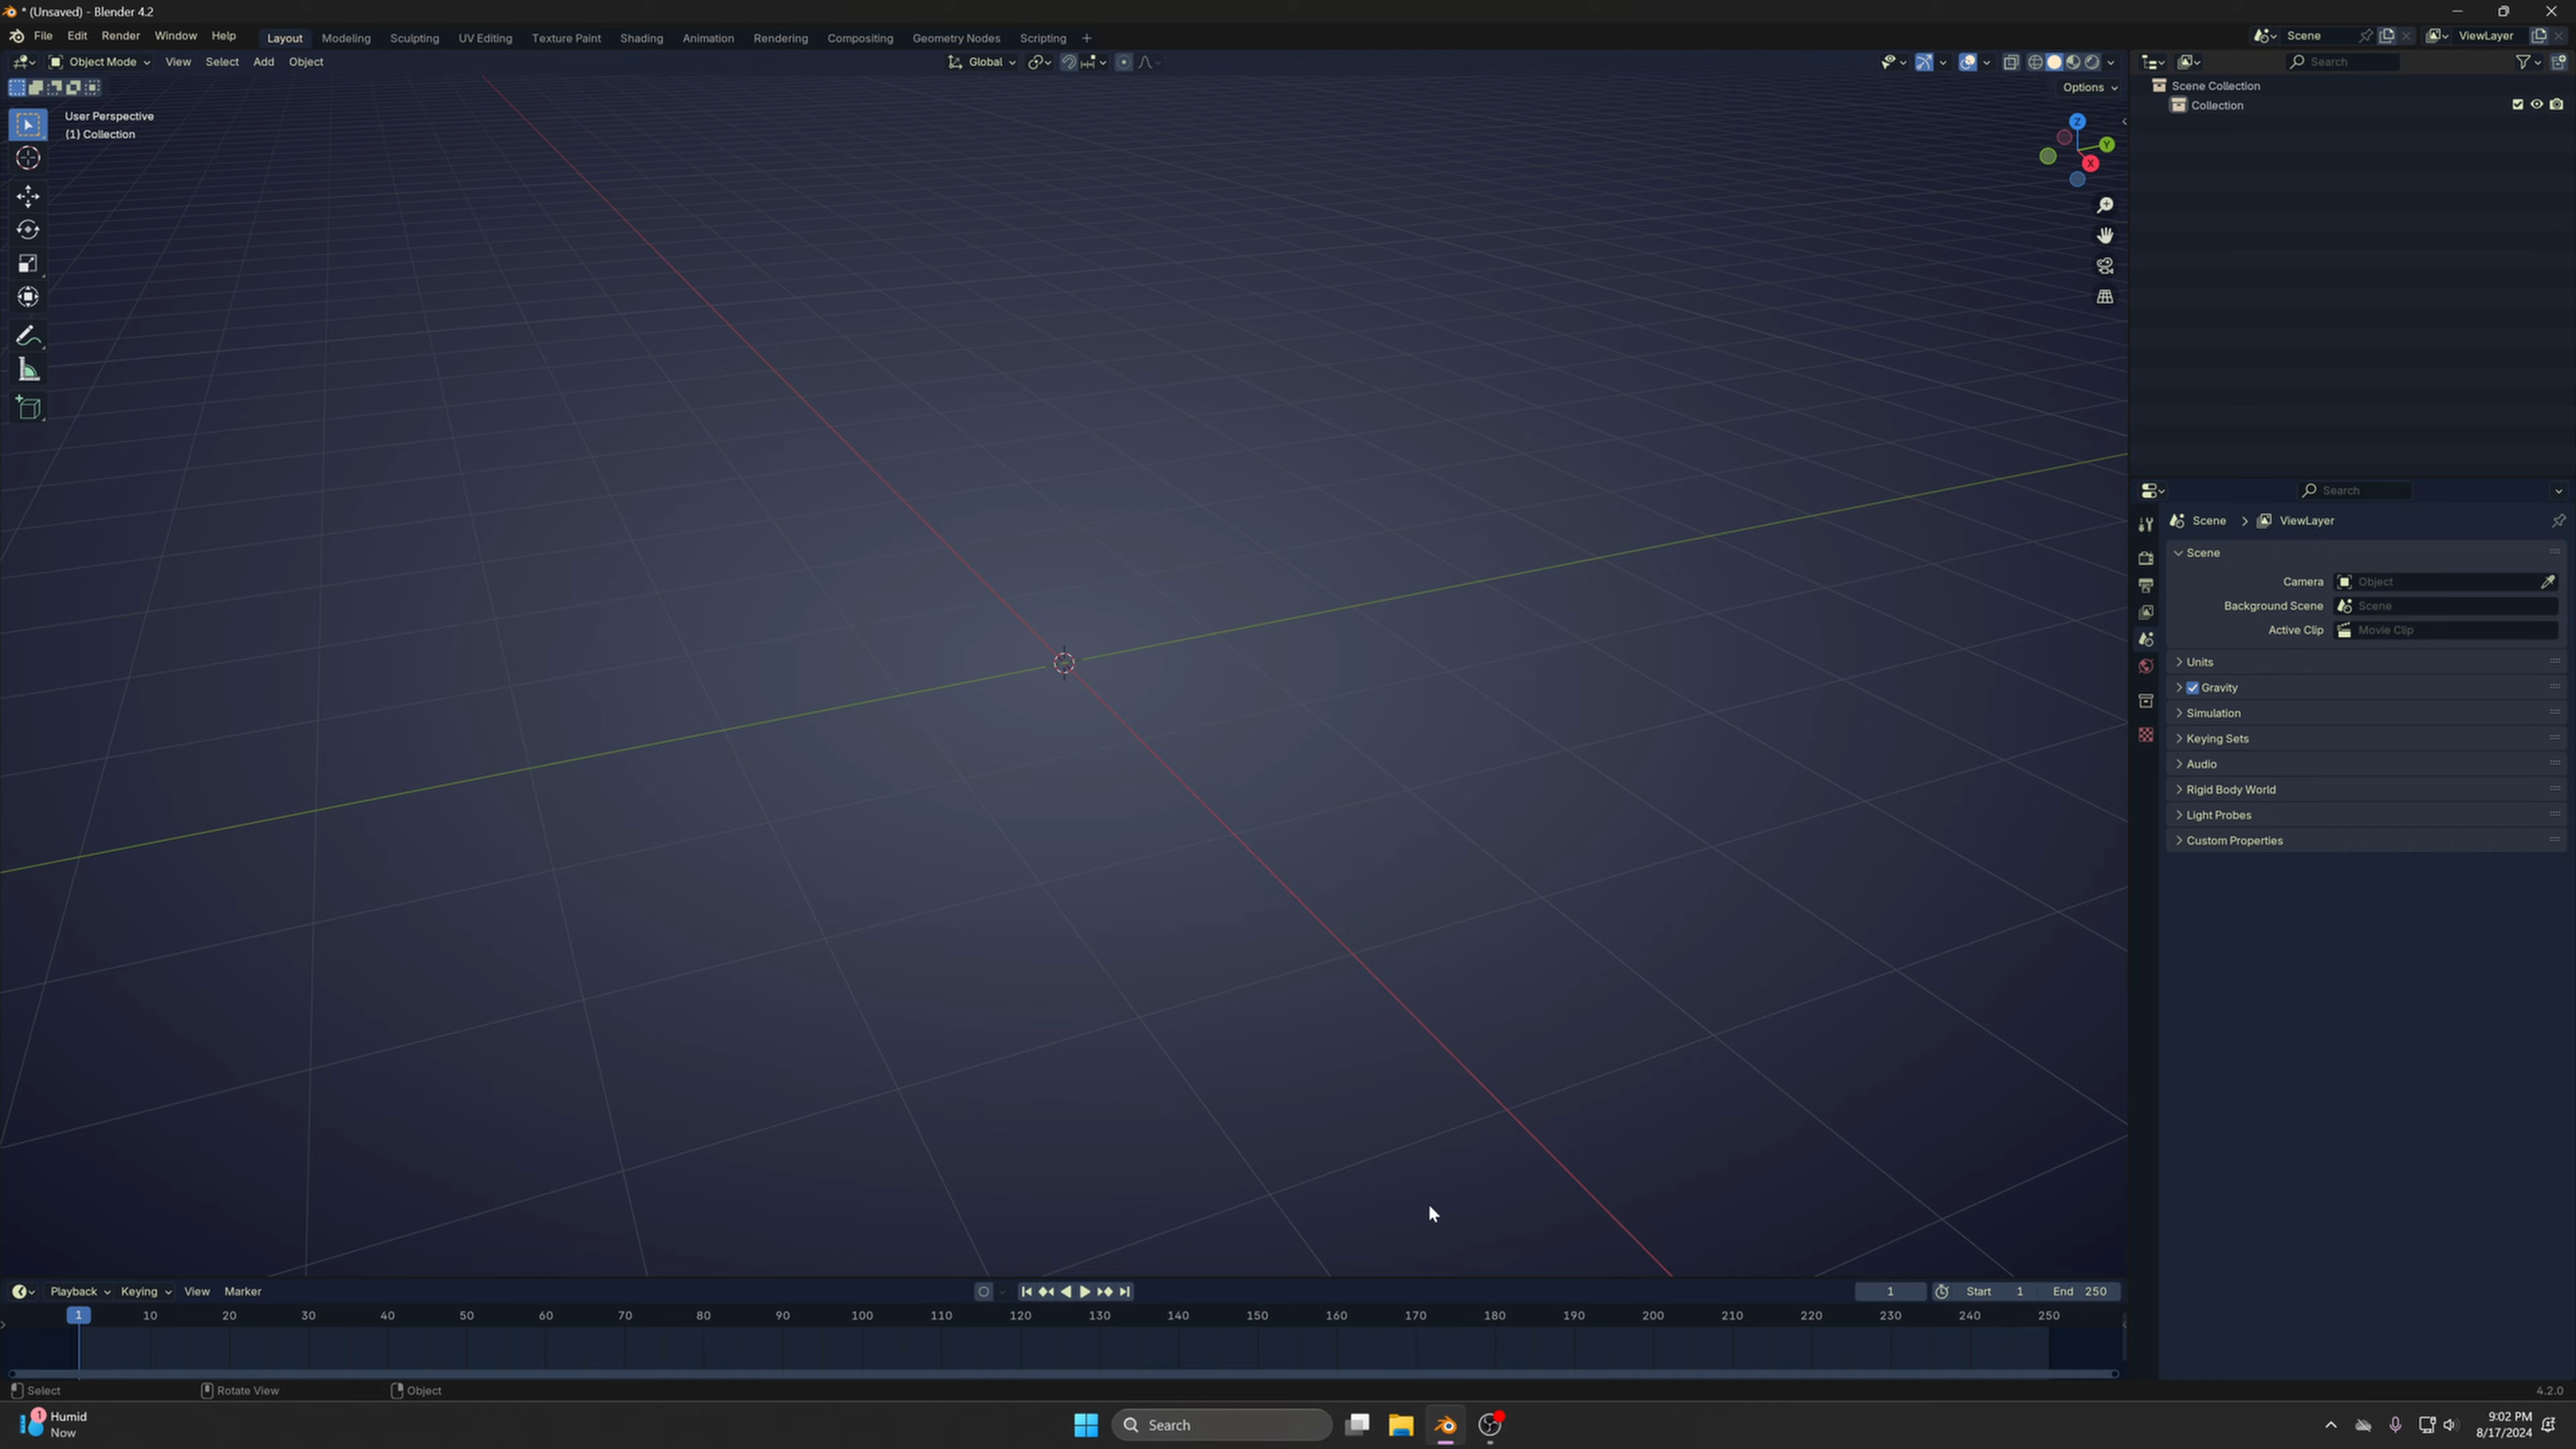 * (Unsaved) - Blender 4.2
File Edit Render Window Help Layout Modeling Sculpting UV Editing Texture Paint Shading Animation Rendering Compositing Geometry Nodes Scripting + Scene ViewLayer
Object Mode View Select Add Object Global Search
Options
User Perspective
(1) Collection
Z
Y
X
Scene Collection
Collection
Search
Scene > ViewLayer
Scene
Camera Object
Background Scene Scene
Active Clip Movie Clip
Units
Gravity
Simulation
Keying Sets
Audio
Rigid Body World
Light Probes
Custom Properties
Playback Keying View Marker 1 Start 1 End 250
1 10 20 30 40 50 60 70 80 90 100 110 120 130 140 150 160 170 180 190 200 210 220 230 240 250
Select Rotate View Object 4.2.0
1 Humid
Now
Search
9:02 PM
8/17/2024